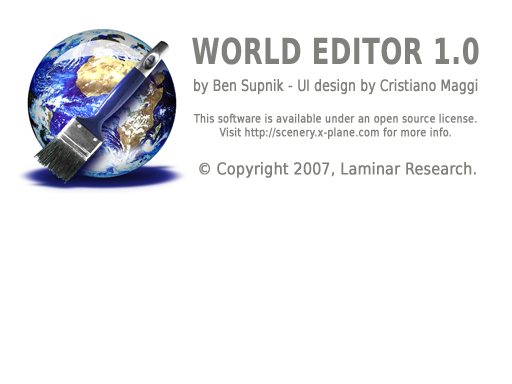 WORLD EDITOR 1.0
by Ben Supnik - UI design by Cristiano Maggi
This software is available under an open source license.
Visit http://scenery.x-plane.com for more info.
© Copyright 2007, Laminar Research.